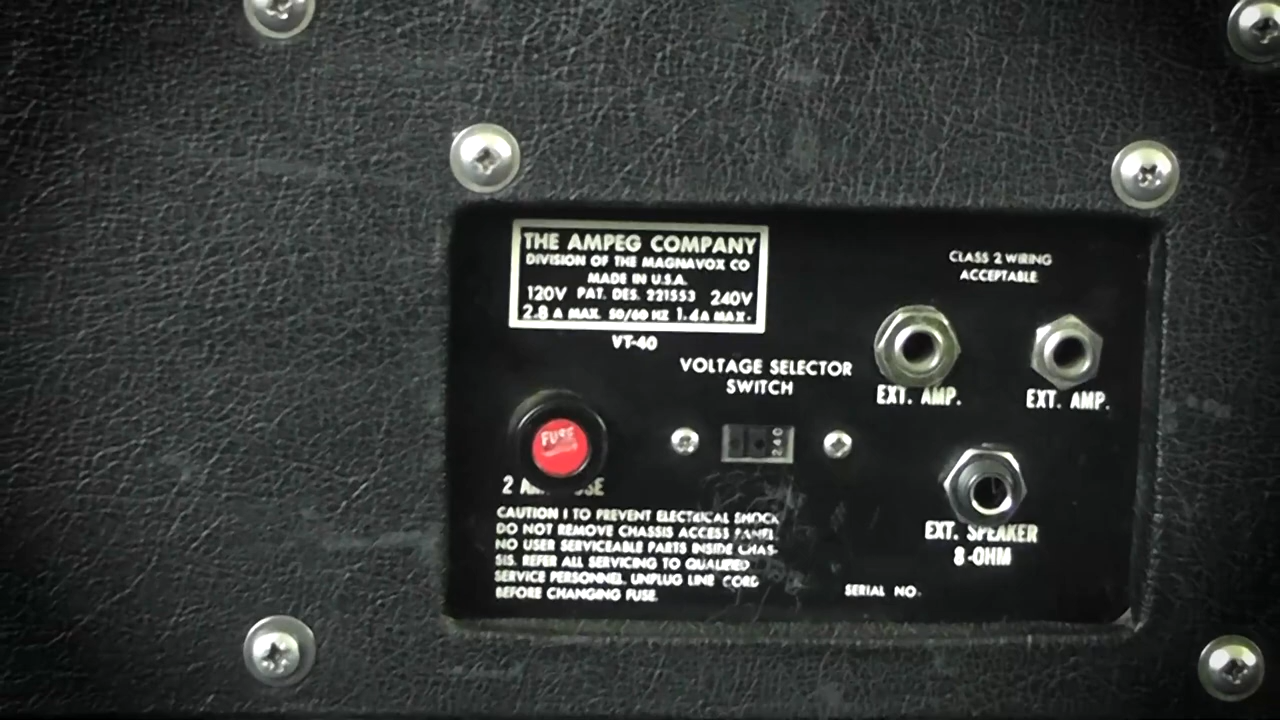 THE AMPEG COMPANY
DIVISION OF THE MAGNAVOX CO
MADE IN U.S.A.
120V PAT. DES. 221553 240V
2.8 A MAX. 50/60 HZ 1.4A MAX.
VT-40
CLASS 2 WIRING
ACCEPTABLE
EXT. AMP. EXT. AMP.
VOLTAGE SELECTOR
SWITCH
240
FUSE
2
EXT. SPEAKER
8-OHM
CAUTION ! TO PREVENT ELECTRICAL SHOCK
DO NOT REMOVE CHASSIS ACCESS PANEL.
NO USER SERVICEABLE PARTS INSIDE CHAS-
SIS. REFER ALL SERVICING TO QUALIFIED
SERVICE PERSONNEL. UNPLUG LINE CORD
BEFORE CHANGING FUSE.
SERIAL NO.